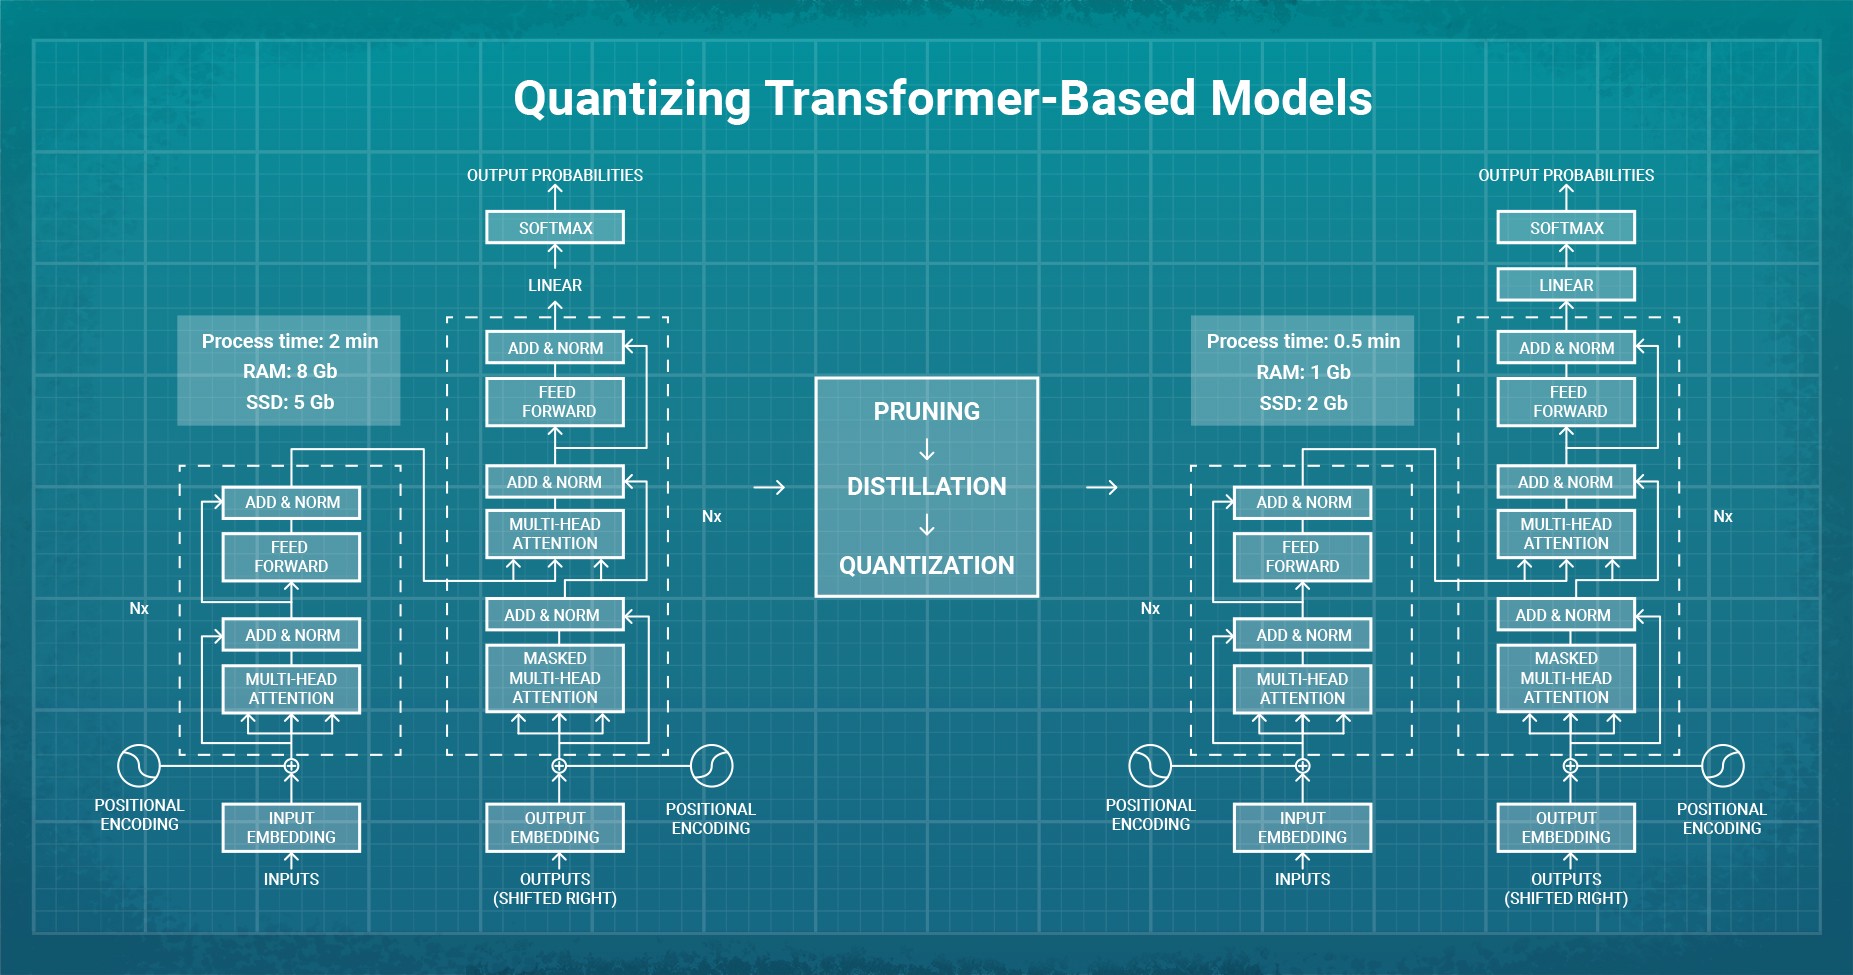 Quantizing Transformer-Based Models
OUTPUT PROBABILITIES
SOFTMAX
LINEAR
Process time: 2 min
RAM: 8 Gb
SSD: 5 Gb
ADD & NORM
FEED
FORWARD
ADD & NORM
MULTI-HEAD
ATTENTION
Nx
ADD & NORM
MASKED
MULTI-HEAD
ATTENTION
ADD & NORM
FEED
FORWARD
Nx
ADD & NORM
MULTI-HEAD
ATTENTION
POSITIONAL
ENCODING
INPUT
EMBEDDING
INPUTS
OUTPUT
EMBEDDING
OUTPUTS
(SHIFTED RIGHT)
POSITIONAL
ENCODING
PRUNING
DISTILLATION
QUANTIZATION
OUTPUT PROBABILITIES
SOFTMAX
LINEAR
Process time: 0.5 min
RAM: 1 Gb
SSD: 2 Gb
ADD & NORM
FEED
FORWARD
ADD & NORM
MULTI-HEAD
ATTENTION
Nx
ADD & NORM
MASKED
MULTI-HEAD
ATTENTION
ADD & NORM
FEED
FORWARD
Nx
ADD & NORM
MULTI-HEAD
ATTENTION
POSITIONAL
ENCODING
INPUT
EMBEDDING
INPUTS
OUTPUT
EMBEDDING
OUTPUTS
(SHIFTED RIGHT)
POSITIONAL
ENCODING